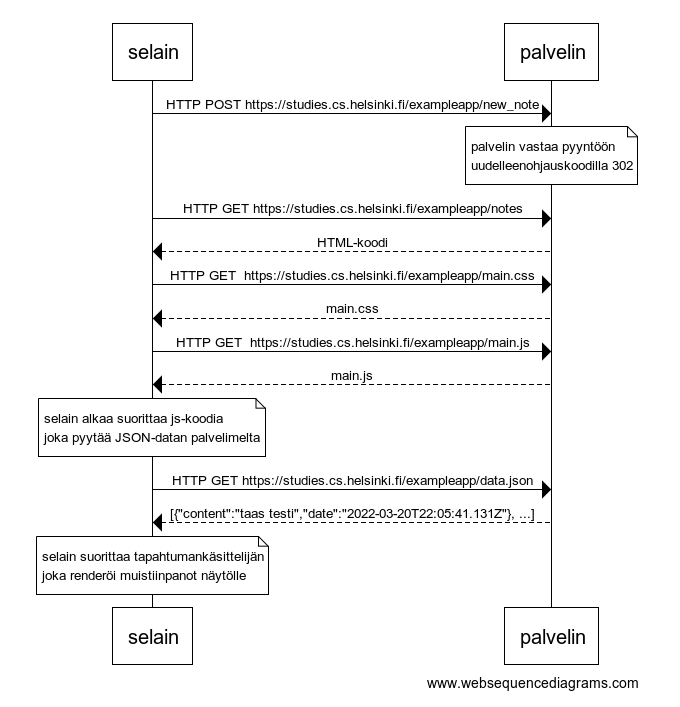 selain
palvelin
HTTP POST https://studies.cs.helsinki.fi/exampleapp/new_note
palvelin vastaa pyyntöön
uudelleenohjauskoodilla 302
HTTP GET https://studies.cs.helsinki.fi/exampleapp/notes
HTML-koodi
HTTP GET  https://studies.cs.helsinki.fi/exampleapp/main.css
main.css
HTTP GET  https://studies.cs.helsinki.fi/exampleapp/main.js
main.js
selain alkaa suorittaa js-koodia
joka pyytää JSON-datan palvelimelta
HTTP GET https://studies.cs.helsinki.fi/exampleapp/data.json
[{"content":"taas testi","date":"2022-03-20T22:05:41.131Z"}, ...]
selain suorittaa tapahtumankäsittelijän
joka renderöi muistiinpanot näytölle
selain
palvelin
www.websequencediagrams.com